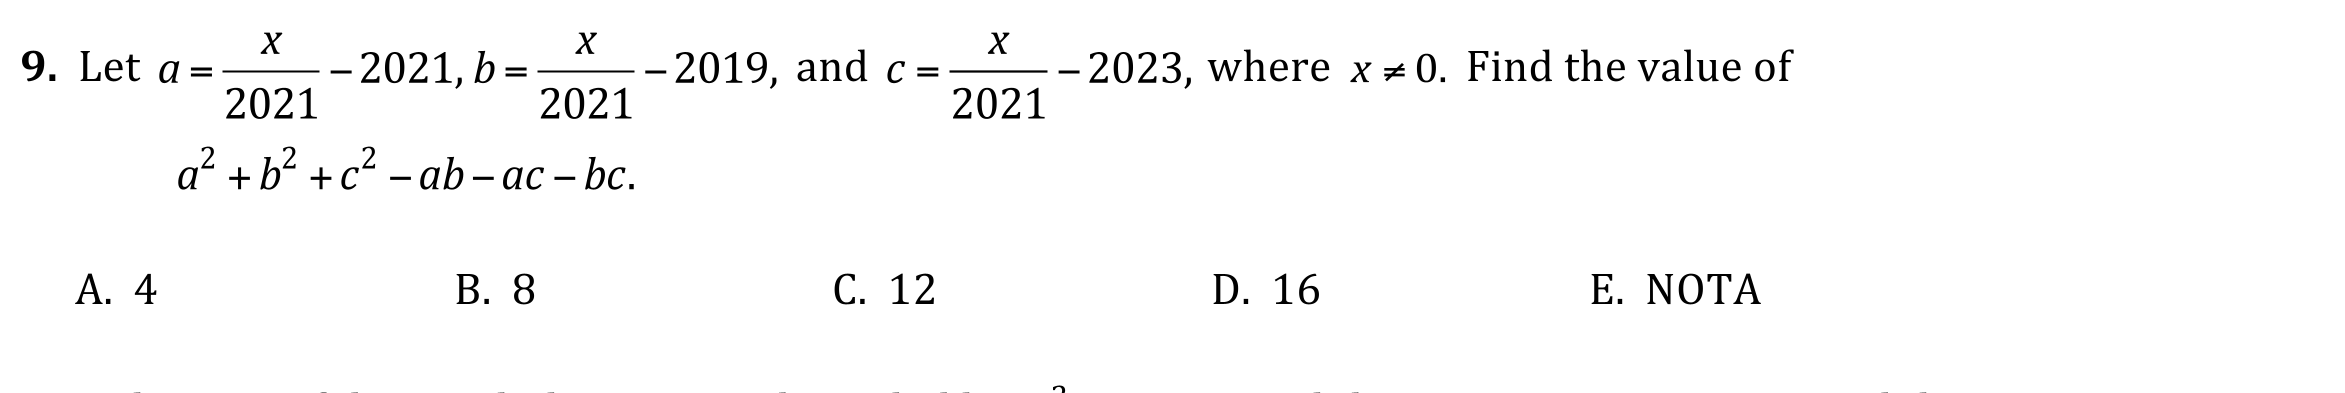 9. Let a = x/2021 − 2021, b = x/2021 − 2019, and c = x/2021 − 2023, where x ≠ 0. Find the value of
a² + b² + c² − ab − ac − bc.
A. 4 B. 8 C. 12 D. 16 E. NOTA